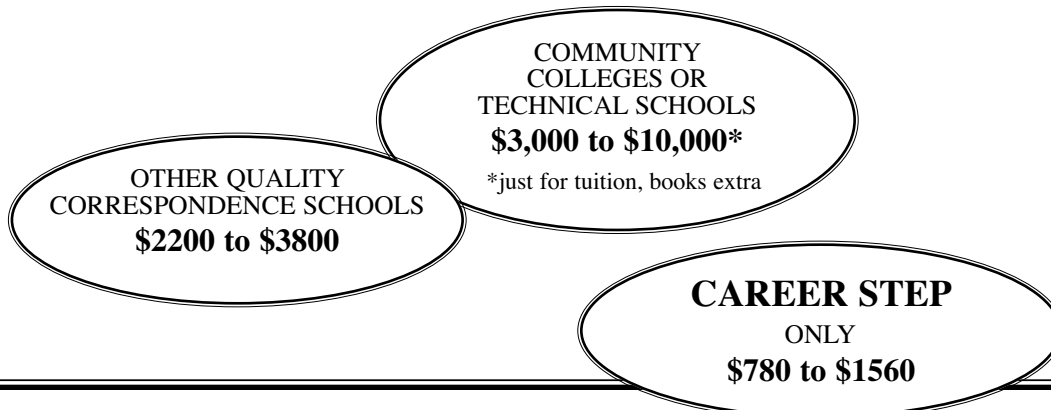 COMMUNITY
COLLEGES OR
TECHNICAL SCHOOLS
$3,000 to $10,000*
*just for tuition, books extra
OTHER QUALITY
CORRESPONDENCE SCHOOLS
$2200 to $3800
CAREER STEP
ONLY
$780 to $1560